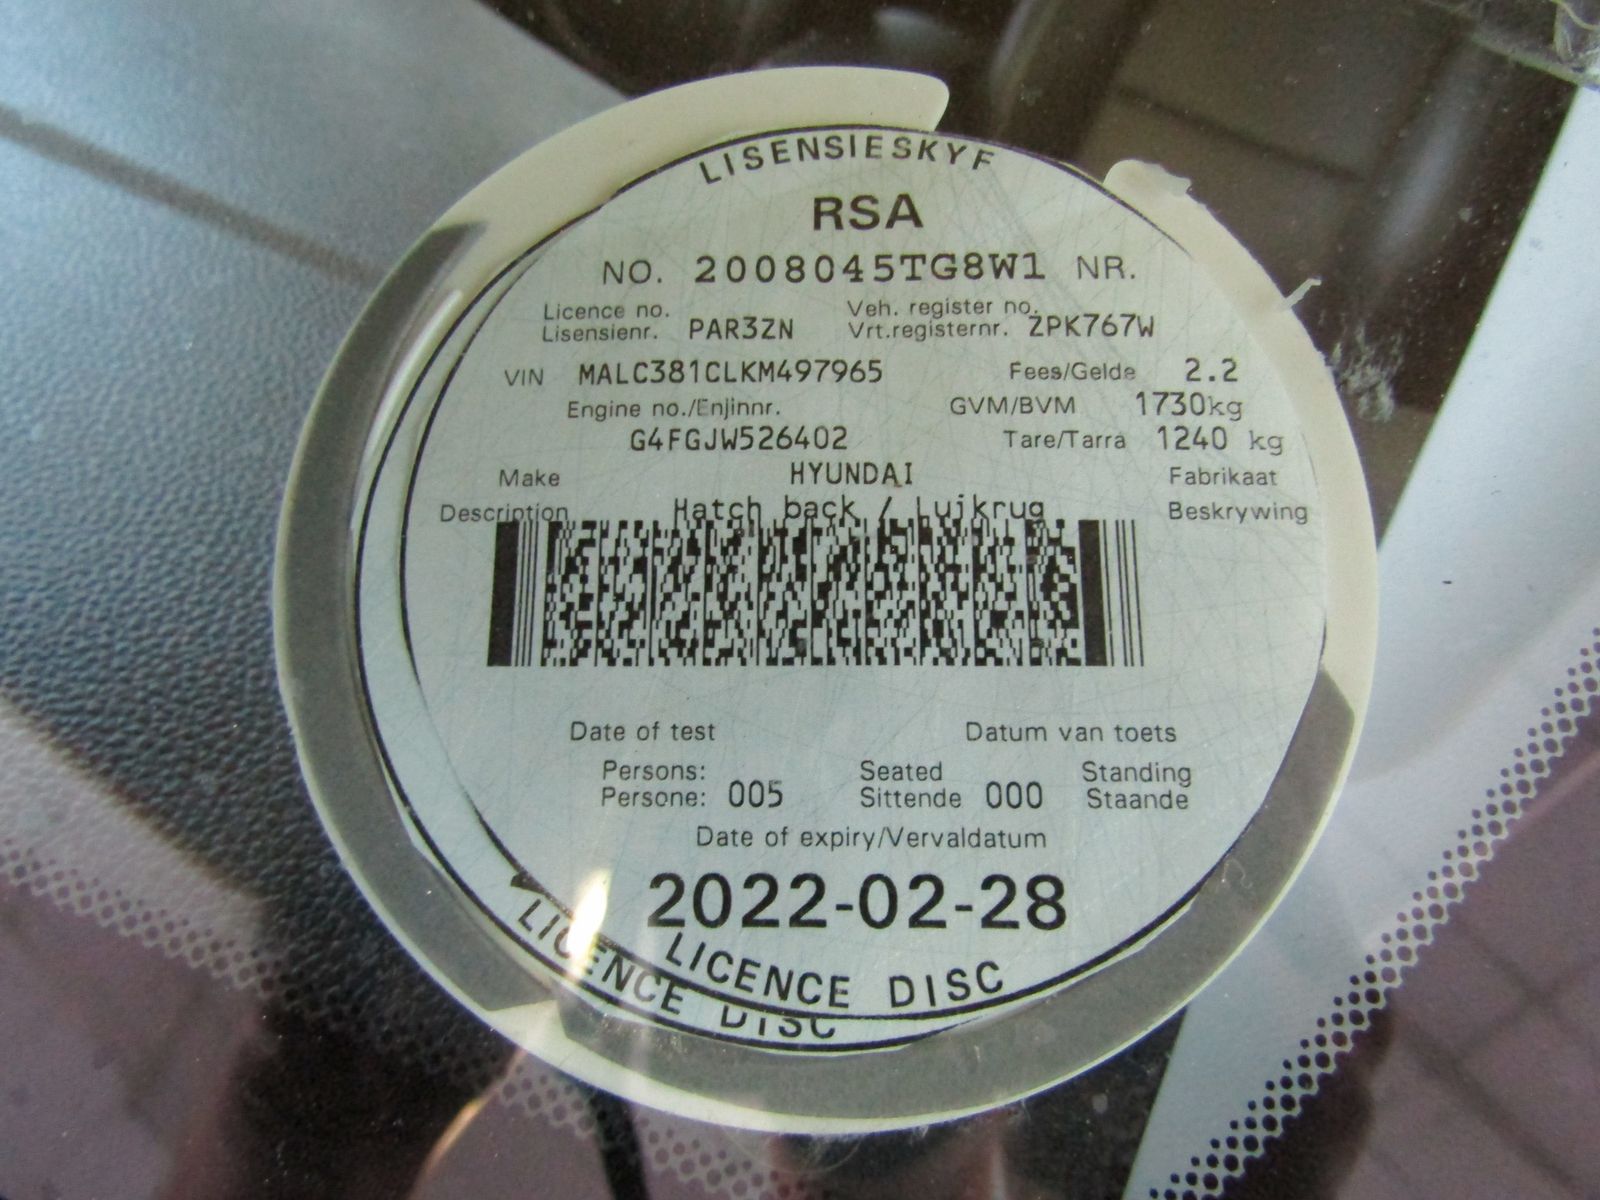 LISENSIESKYF
RSA
NO. 2008045TG8W1 NR.
Licence no. Veh. register no.
Lisensienr. PAR3ZN Vrt.registernr. ZPK767W
VIN MALC381CLKM497965 Fees/Gelde 2.2
Engine no./Enjinnr. GVM/BVM 1730kg
G4FGJW526402 Tare/Tarra 1240 kg
Make HYUNDAI Fabrikaat
Description Hatch back / Luikrug Beskrywing
Date of test Datum van toets
Persons: Seated Standing
Persone: 005 Sittende 000 Staande
Date of expiry/Vervaldatum
2022-02-28
LICENCE DISC
LICENCE DISC